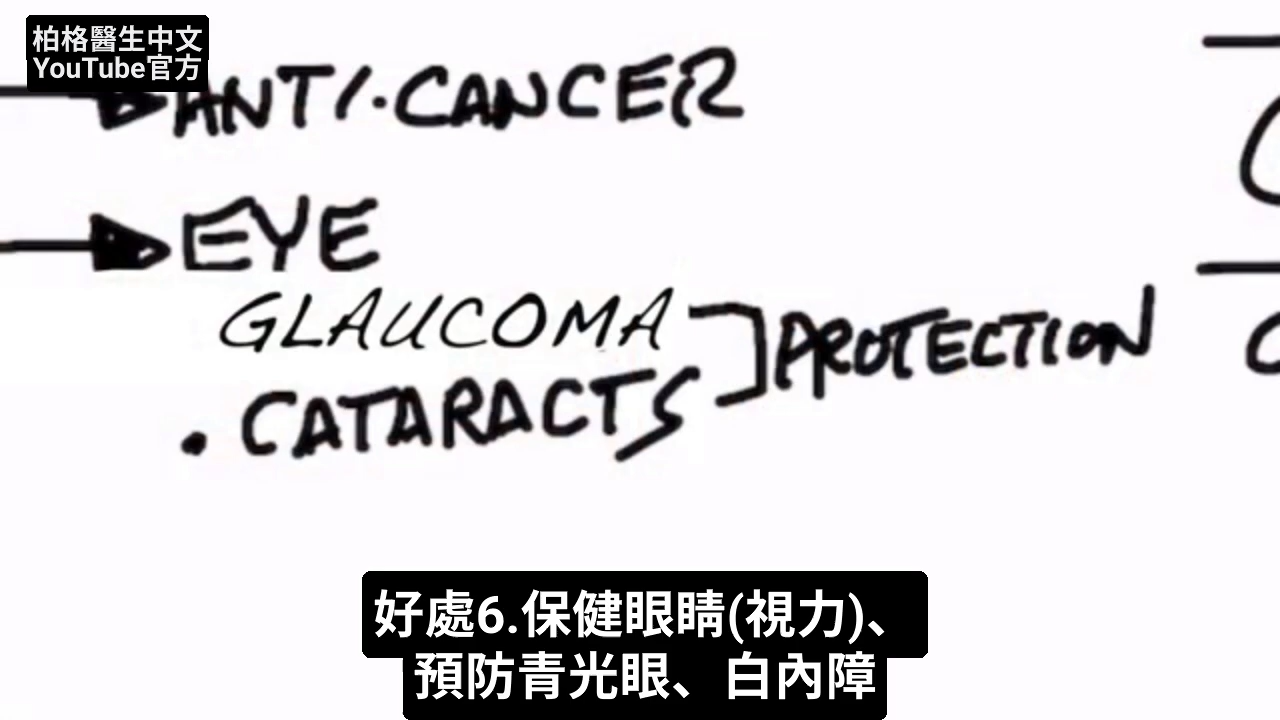 柏格醫生中文
YouTube官方
ANTI·CANCER
EYE
GLAUCOMA
PROTECTION
. CATARACTS
好處6.保健眼睛(視力)、
預防青光眼、白內障